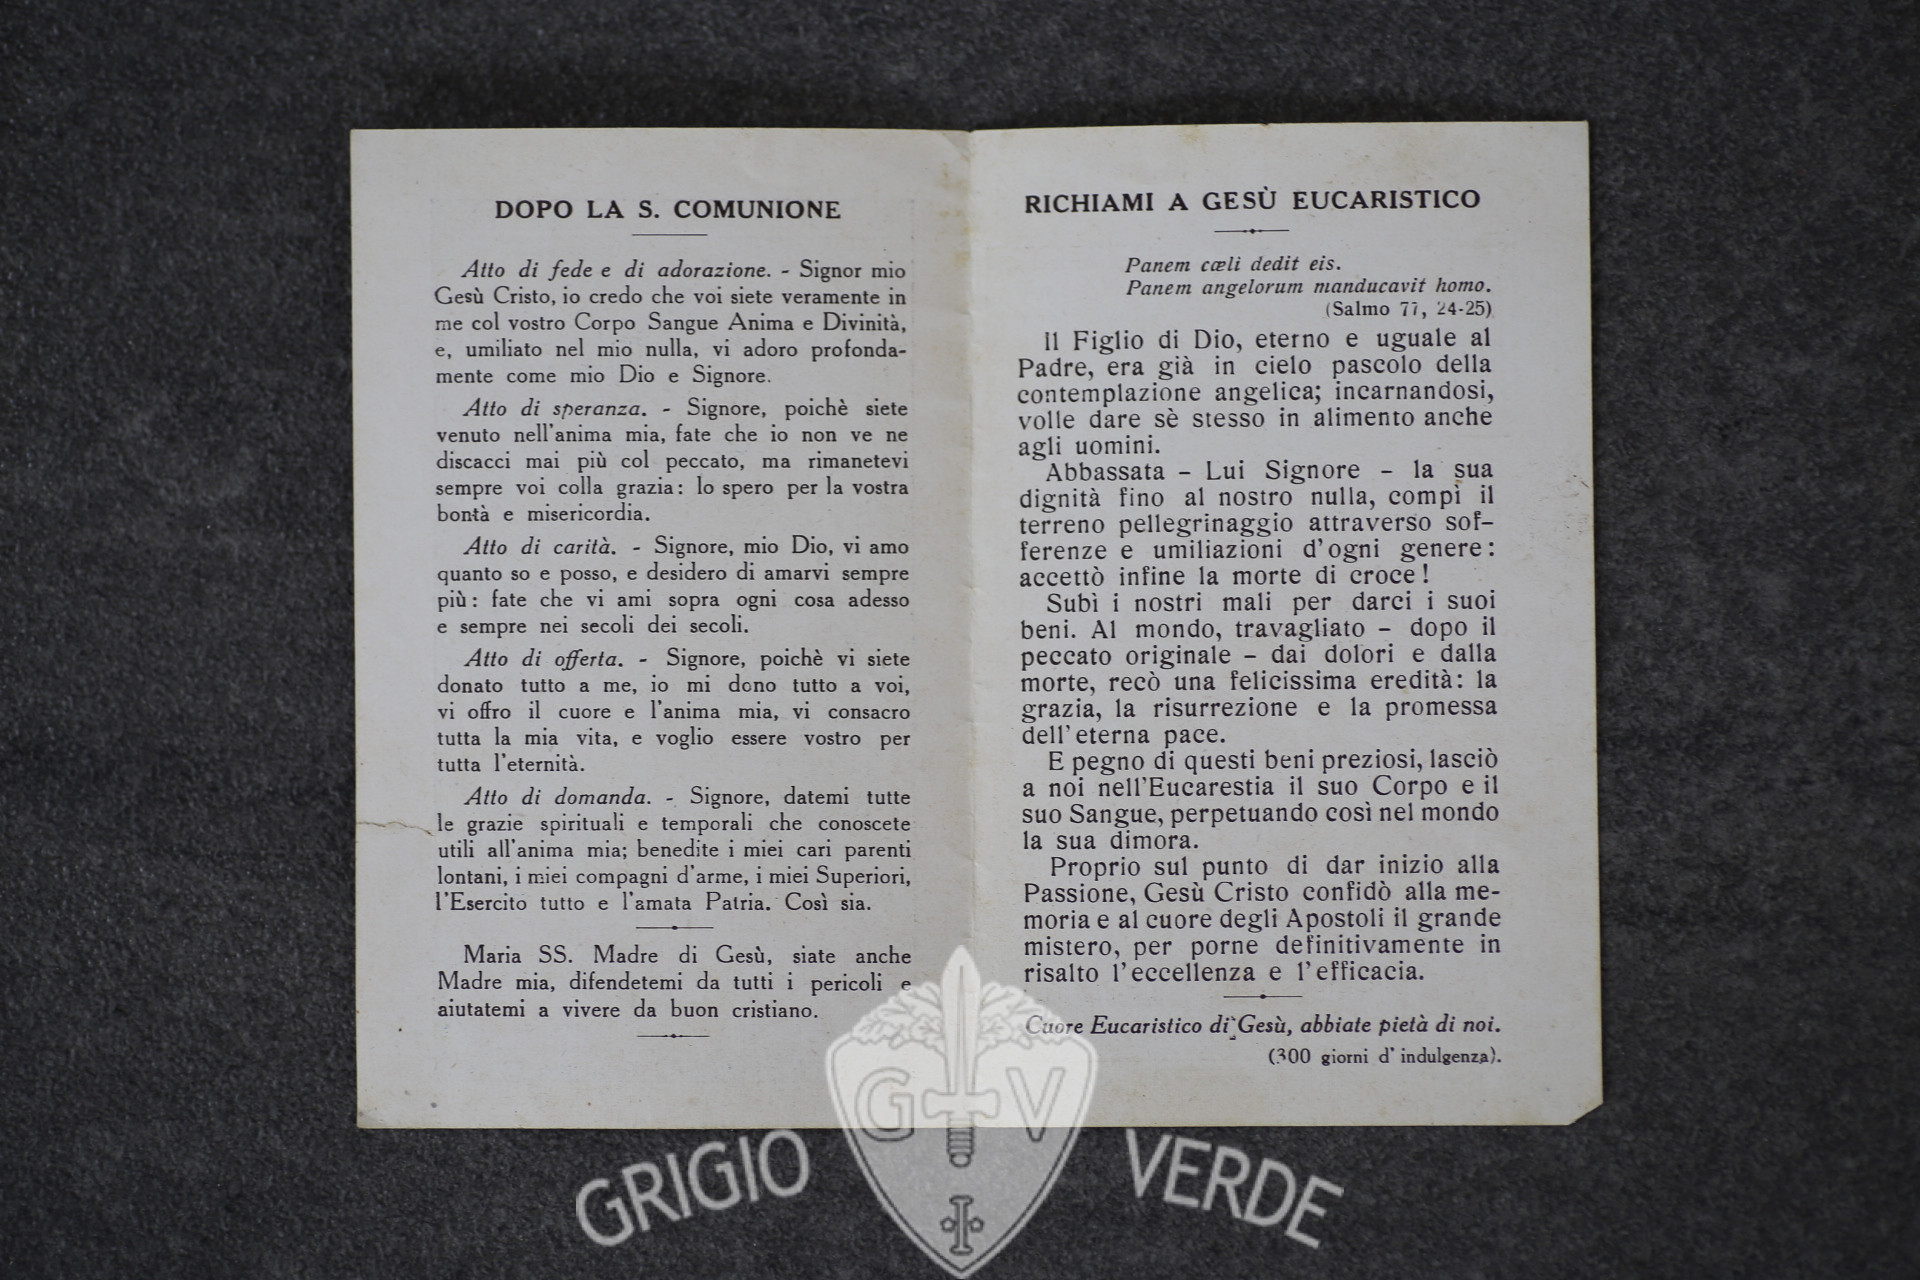 DOPO LA S. COMUNIONE
Atto di fede e di adorazione. - Signor mio
Gesù Cristo, io credo che voi siete veramente in
me col vostro Corpo Sangue Anima e Divinità,
e, umiliato nel mio nulla, vi adoro profonda-
mente come mio Dio e Signore.
Atto di speranza. - Signore, poichè siete
venuto nell'anima mia, fate che io non ve ne
discacci mai più col peccato, ma rimanetevi
sempre voi colla grazia: lo spero per la vostra
bontà e misericordia.
Atto di carità. - Signore, mio Dio, vi amo
quanto so e posso, e desidero di amarvi sempre
più: fate che vi ami sopra ogni cosa adesso
e sempre nei secoli dei secoli.
Atto di offerta. - Signore, poichè vi siete
donato tutto a me, io mi dono tutto a voi,
vi offro il cuore e l'anima mia, vi consacro
tutta la mia vita, e voglio essere vostro per
tutta l'eternità.
Atto di domanda. - Signore, datemi tutte
le grazie spirituali e temporali che conoscete
utili all'anima mia; benedite i miei cari parenti
lontani, i miei compagni d'arme, i miei Superiori,
l'Esercito tutto e l'amata Patria. Così sia.
Maria SS. Madre di Gesù, siate anche
Madre mia, difendetemi da tutti i pericoli e
aiutatemi a vivere da buon cristiano.
RICHIAMI A GESÙ EUCARISTICO
Panem cœli dedit eis.
Panem angelorum manducavit homo.
(Salmo 77, 24-25)
Il Figlio di Dio, eterno e uguale al
Padre, era già in cielo pascolo della
contemplazione angelica; incarnandosi,
volle dare sè stesso in alimento anche
agli uomini.
Abbassata - Lui Signore - la sua
dignità fino al nostro nulla, compì il
terreno pellegrinaggio attraverso sof-
ferenze e umiliazioni d'ogni genere:
accettò infine la morte di croce!
Subì i nostri mali per darci i suoi
beni. Al mondo, travagliato - dopo il
peccato originale - dai dolori e dalla
morte, recò una felicissima eredità: la
grazia, la risurrezione e la promessa
dell'eterna pace.
E pegno di questi beni preziosi, lasciò
a noi nell'Eucarestia il suo Corpo e il
suo Sangue, perpetuando così nel mondo
la sua dimora.
Proprio sul punto di dar inizio alla
Passione, Gesù Cristo confidò alla me-
moria e al cuore degli Apostoli il grande
mistero, per porne definitivamente in
risalto l'eccellenza e l'efficacia.
Cuore Eucaristico di Gesù, abbiate pietà di noi.
(300 giorni d'indulgenza).
G V
GRIGIO VERDE